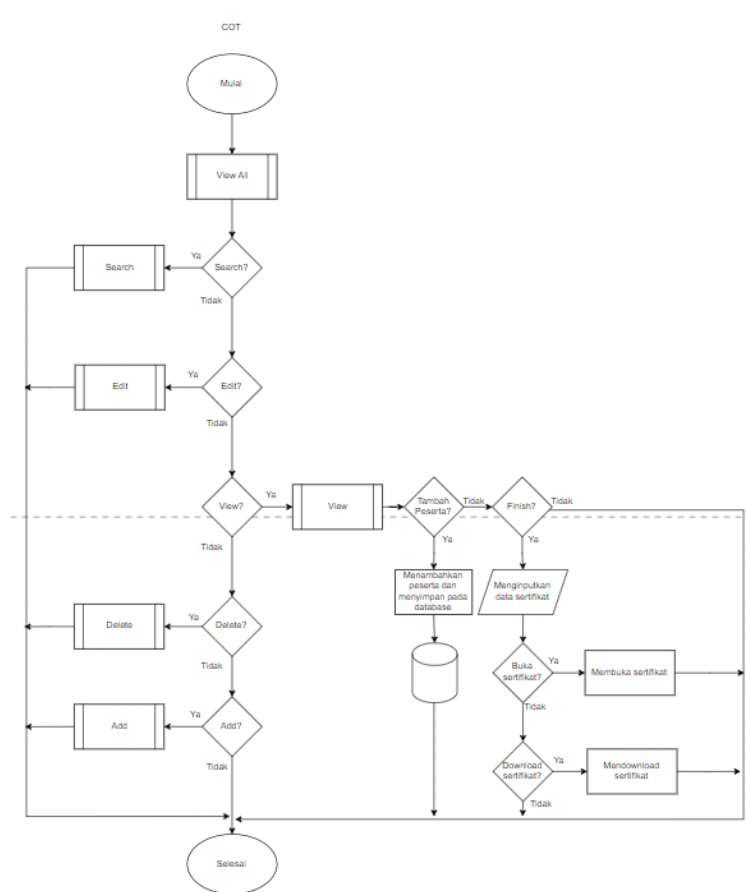 COT
Mulai
View All
Ya
Search
Search?
Tidak
Ya
Edit
Edit?
Tidak
View?
Ya
View
Tambah
Peserta?
Tidak
Finish?
Tidak
Tidak
Ya
Ya
Menambahkan
peserta dan
menyimpan pada
database
Menginputkan
data sertifikat
Ya
Delete
Delete?
Tidak
Buka
sertifikat?
Ya
Membuka sertifikat
Tidak
Ya
Add
Add?
Tidak
Download
sertifikat?
Ya
Mendownload
sertifikat
Tidak
Selesai